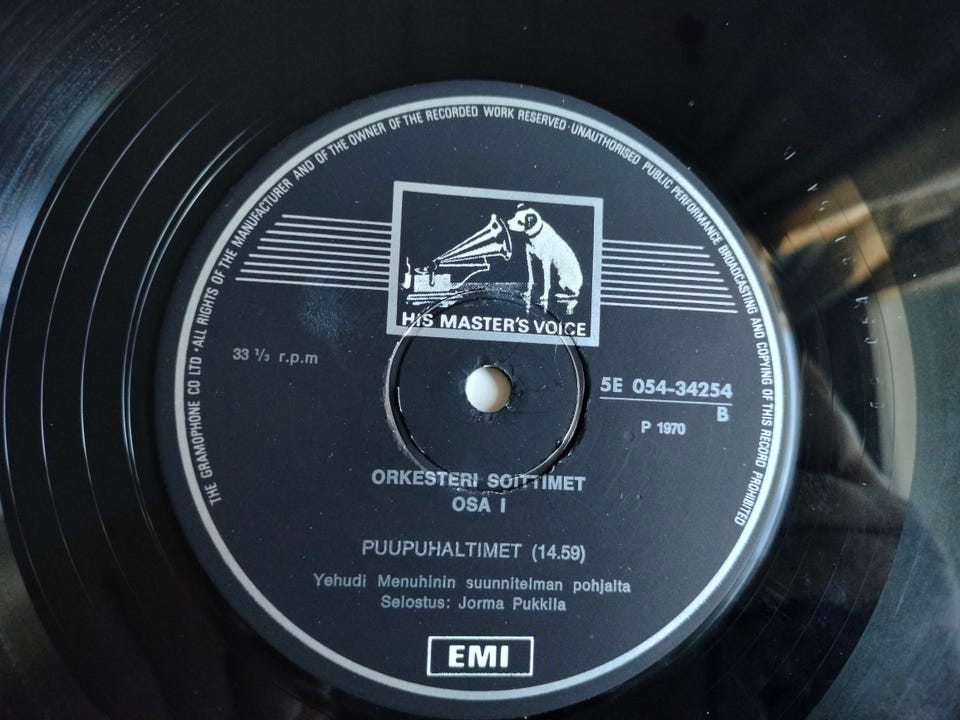 THE GRAMOPHONE CO LTD · ALL RIGHTS OF THE MANUFACTURER AND OF THE OWNER OF THE RECORDED WORK RESERVED · UNAUTHORISED PUBLIC PERFORMANCE BROADCASTING AND COPYING OF THIS RECORD PROHIBITED
HIS MASTER'S VOICE
33 ⅓ r.p.m
5E 054-34254
B
P 1970
ORKESTERI SOITTIMET
OSA I
PUUPUHALTIMET (14.59)
Yehudi Menuhinin suunnitelman pohjalta
Selostus: Jorma Pukkila
EMI